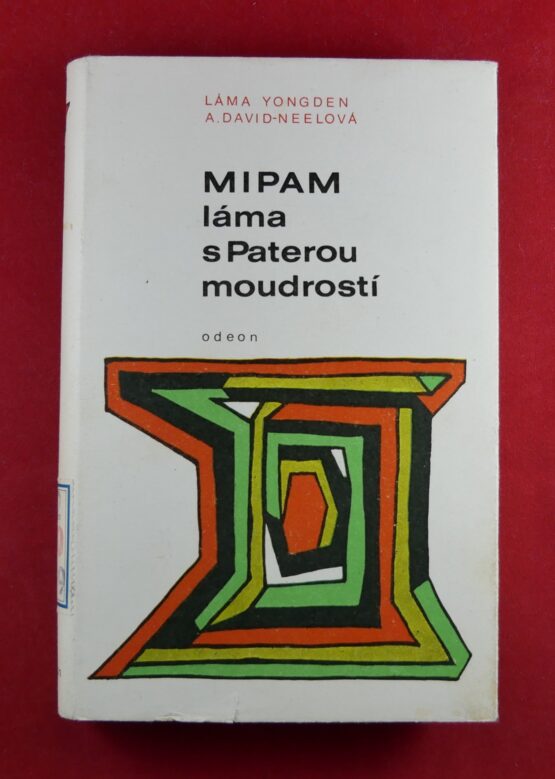 LÁMA YONGDEN
A.DAVID-NEELOVÁ
MIPAM
láma
s Paterou
moudrostí
odeon